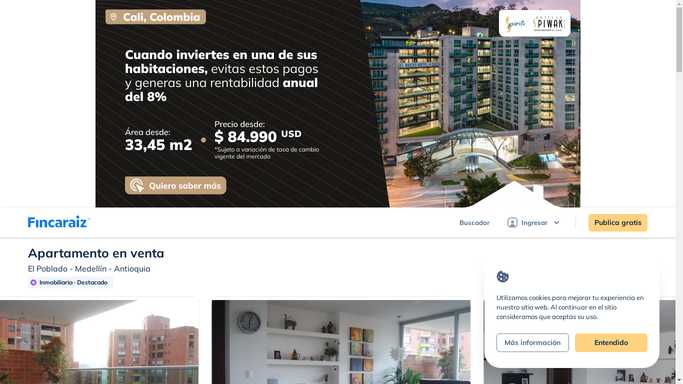 Cali, Colombia
Spirito
PIWAK
Cuando inviertes en una de sus
habitaciones, evitas estos pagos
y generas una rentabilidad anual
del 8%
Área desde:
33,45 m2
Precio desde:
$ 84.990 USD
*Sujeto a variación de tasa de cambio
vigente del mercado
Quiero saber más
Fincaraiz
Buscador
Ingresar
Publica gratis
Apartamento en venta
El Poblado - Medellín - Antioquia
Inmobiliaria · Destacado
Utilizamos cookies para mejorar tu experiencia en
nuestro sitio web. Al continuar en el sitio
consideramos que aceptas su uso.
Más información
Entendido